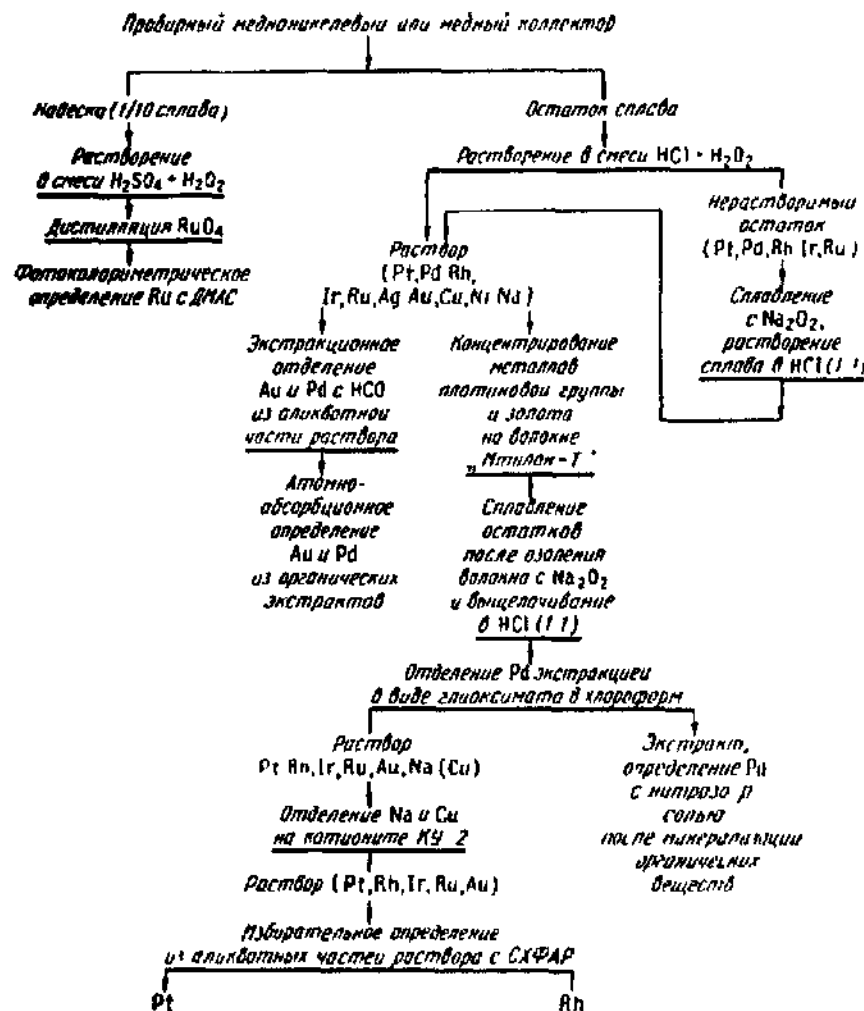 Пробирный медноникелевый или медный коллектор
Навеска (1/10 сплава)
Растворение
в смеси H₂SO₄ + H₂O₂
Дистилляция RuO₄
Фотоколориметрическое
определение Ru с ДМАС
Остаток сплава
Растворение в смеси HCl + H₂O₂
Нерастворимый
остаток
(Pt,Pd,Rh Ir,Ru)
Сплавление
с Na₂O₂,
растворение
сплава в HCl (1 1)
Раствор
(Pt,Pd Rh,
Ir,Ru,Ag Au,Cu,Ni Na)
Экстракционное
отделение
Au и Pd с НСО
из аликвотной
части раствора
Атомно-
абсорбционное
определение
Au и Pd
из органических
экстрактов
Концентрирование
металлов
платиновой группы
и золота
на волокне
„Мтилон-Т"
Сплавление
остатков
после озоления
волокна с Na₂O₂
и выщелачивание
в HCl (1 1)
Отделение Pd экстракцией
в виде глиоксимата в хлороформ
Раствор
Pt Rh,Ir,Ru,Au,Na (Cu)
Отделение Na и Cu
на катионите КУ 2
Раствор (Pt,Rh,Ir,Ru,Au)
Избирательное определение
из аликвотных частей раствора с СХФАР
Pt
Rh
Экстракт,
определение Pd
с нитрозо р
солью
после минерализации
органических
веществ